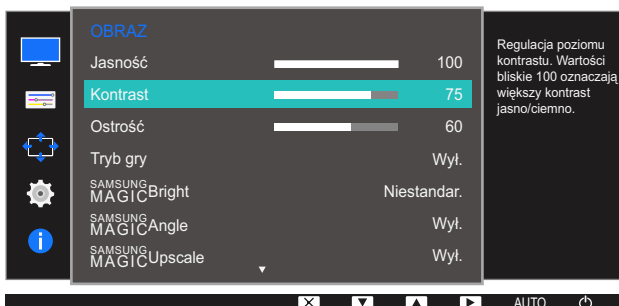 OBRAZ
Jasność 100
Kontrast 75
Ostrość 60
Tryb gry Wył.
SAMSUNG MAGIC Bright Niestandar.
SAMSUNG MAGIC Angle Wył.
SAMSUNG MAGIC Upscale Wył.
Regulacja poziomu
kontrastu. Wartości
bliskie 100 oznaczają
większy kontrast
jasno/ciemno.
AUTO